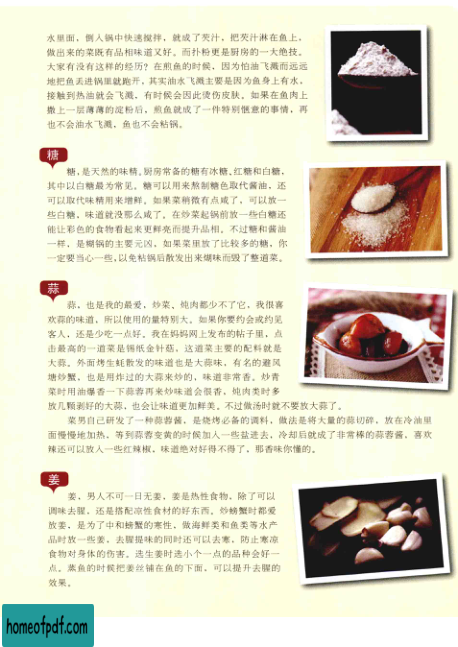 水里面，倒入锅中快速搅拌，就成了芡汁，把芡汁淋在鱼上，
做出来的菜既有品相味道又好。而扑粉更是厨房的一大绝技。
大家有没有这样的经历？在煎鱼的时候，因为怕油飞溅而远远
地把鱼丢进锅里就跑开，其实油水飞溅主要是因为鱼身上有水，
接触到热油就会飞溅，有时候会因此烫伤皮肤。如果在鱼肉上
撒上一层薄薄的淀粉后，煎鱼就成了一件特别惬意的事情，再
也不会油水飞溅，鱼也不会粘锅。
糖
糖，是天然的味精。厨房常备的糖有冰糖、红糖和白糖，
其中以白糖最为常见。糖可以用来熬制糖色取代酱油，还
可以取代味精用来增鲜。如果菜稍微有点咸了，可以放一
些白糖，味道就没那么咸了。在炒菜起锅前放一些白糖还
能让彩色的食物看起来更鲜亮而提升品相。不过糖和酱油
一样，是糊锅的主要元凶，如果菜里放了比较多的糖，你
一定要当心一些，以免粘锅后散发出来糊味而毁了整道菜。
蒜
蒜，也是我的最爱，炒菜、炖肉都少不了它，我很喜
欢蒜的味道，所以使用的量特别大。如果你要约会或约见
客人，还是少吃一点好。我在妈妈网上发布的帖子里，点
击最高的一道菜是锡纸金针菇，这道菜主要的配料就是
大蒜。外面烤生蚝散发的味道也是大蒜味，有名的避风
塘炒蟹，也是用炸过的大蒜来炒的，味道非常香。炒青
菜时用油爆香一下蒜蓉再来炒味道会很香，炖肉类时多
放几颗剥好的大蒜，也会让味道更加鲜美。不过做汤时就不要放大蒜了。
菜男自己研发了一种蒜蓉酱，是烧烤必备的调料，做法是将大量的蒜切碎，放在冷油里
面慢慢地加热，等到蒜蓉变黄的时候加入一些盐进去，冷却后就成了非常棒的蒜蓉酱，喜欢
辣还可以放入一些红辣椒，味道绝对好得不得了，那香味你懂的。
姜
姜，男人不可一日无姜，姜是热性食物，除了可以
调味去腥，还是搭配凉性食材的好东西。炒螃蟹时都爱
放姜，是为了中和螃蟹的寒性，做海鲜类和鱼类等水产
品时放一些姜，去腥提味的同时还可以去寒，防止寒凉
食物对身体的伤害。选生姜时选小个一点的品种会好一
点。蒸鱼的时候把姜丝铺在鱼的下面，可以提升去腥的
效果。
homeofpdf.com